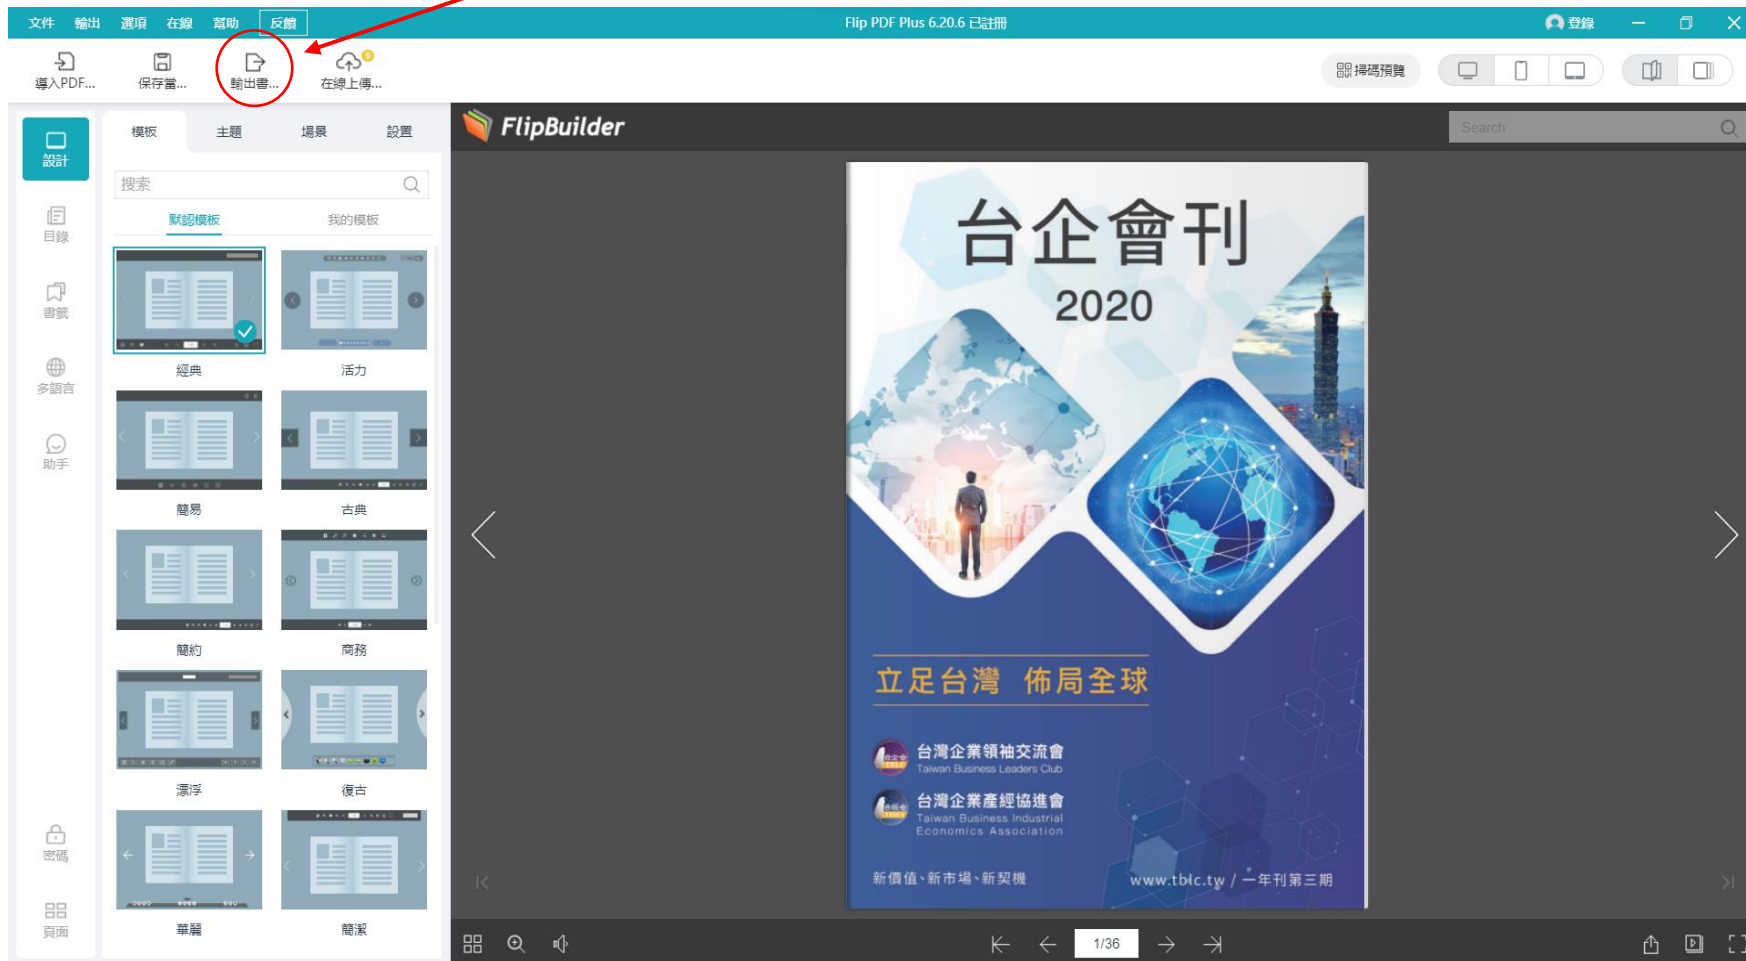 文件 輸出 選項 在線 幫助 反饋
Flip PDF Plus 6.20.6 已註冊
登錄
導入PDF...
保存當...
輸出書...
在線上傳...
掃碼預覽
設計
目錄
書籤
多語言
助手
密碼
頁面
模板 主題 場景 設置
搜索
默認模板 我的模板
經典 活力
簡易 古典
簡約 商務
漂浮 復古
華麗 簡潔
FlipBuilder
Search
台企會刊
2020
立足台灣 佈局全球
台灣企業領袖交流會
Taiwan Business Leaders Club
台灣企業產經協進會
Taiwan Business Industrial
Economics Association
新價值、新市場、新契機
www.tblc.tw / 一年刊第三期
1/36